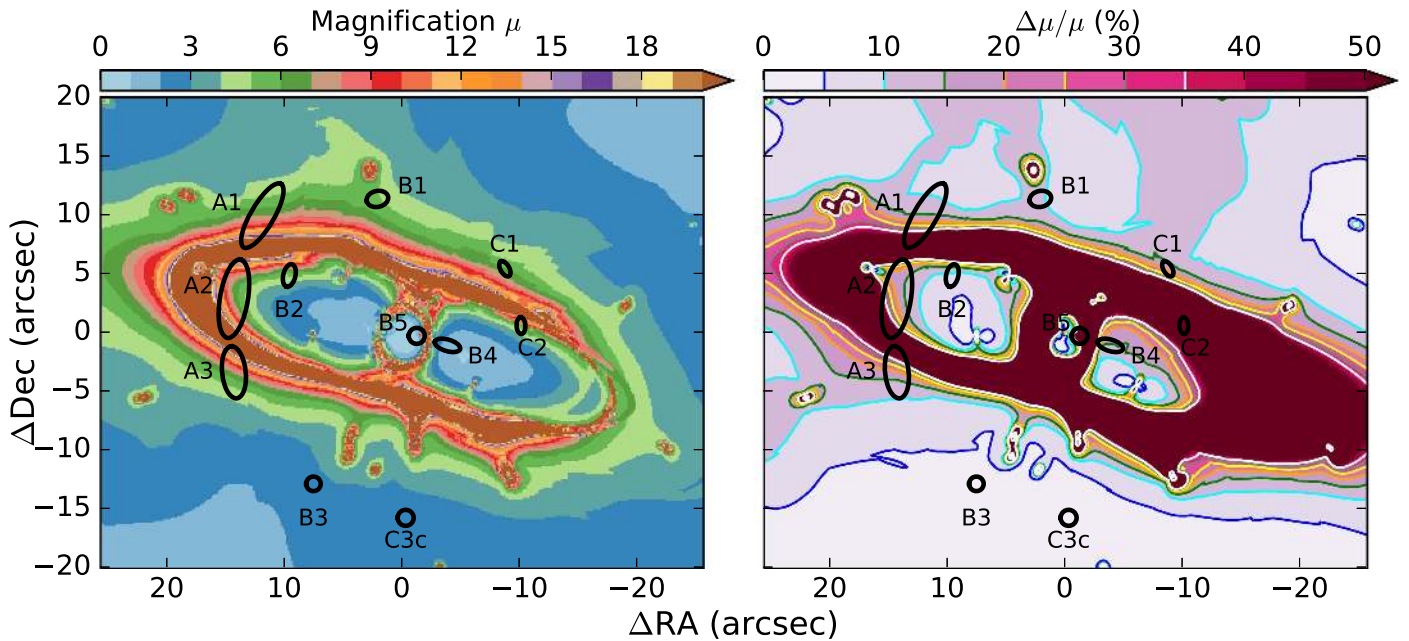 Magnification μ
Δμ/μ (%)
0 3 6 9 12 15 18
0 10 20 30 40 50
20
15
10
5
0
−5
−10
−15
−20
ΔDec (arcsec)
A1
B1
C1
A2
B2
B5
B4
C2
A3
B3
C3c
A1
B1
C1
A2
B2
B5
B4
C2
A3
B3
C3c
20 10 0 −10 −20
20 10 0 −10 −20
ΔRA (arcsec)